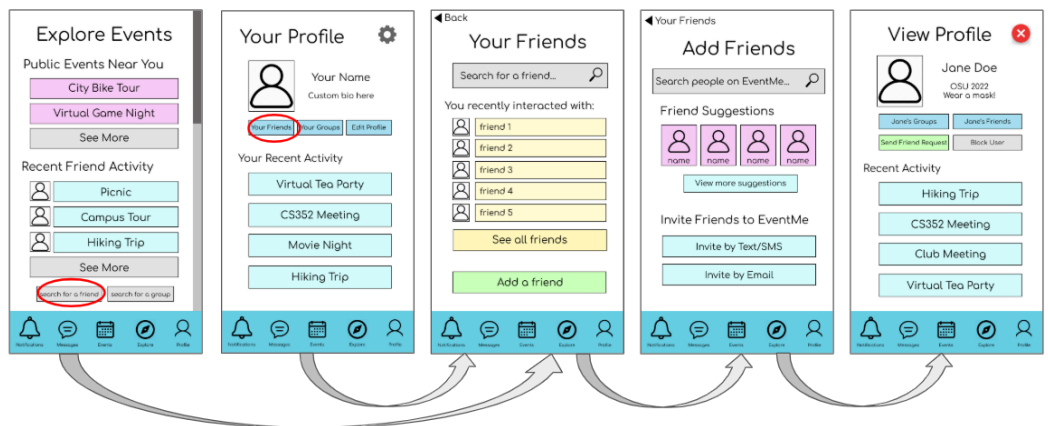 Explore Events
Public Events Near You
City Bike Tour
Virtual Game Night
See More
Recent Friend Activity
Picnic
Campus Tour
Hiking Trip
See More
search for a friend search for a group
Notifications Messages Events Explore Profile
Your Profile
Your Name
Custom bio here
Your Friends Your Groups Edit Profile
Your Recent Activity
Virtual Tea Party
CS352 Meeting
Movie Night
Hiking Trip
Notifications Messages Events Explore Profile
Back
Your Friends
Search for a friend...
You recently interacted with:
friend 1
friend 2
friend 3
friend 4
friend 5
See all friends
Add a friend
Notifications Messages Events Explore Profile
Your Friends
Add Friends
Search people on EventMe...
Friend Suggestions
name name name name
View more suggestions
Invite Friends to EventMe
Invite by Text/SMS
Invite by Email
Notifications Messages Events Explore Profile
View Profile
Jane Doe
OSU 2022
Wear a mask!
Jane's Groups Jane's Friends
Send Friend Request Block User
Recent Activity
Hiking Trip
CS352 Meeting
Club Meeting
Virtual Tea Party
Notifications Messages Events Explore Profile